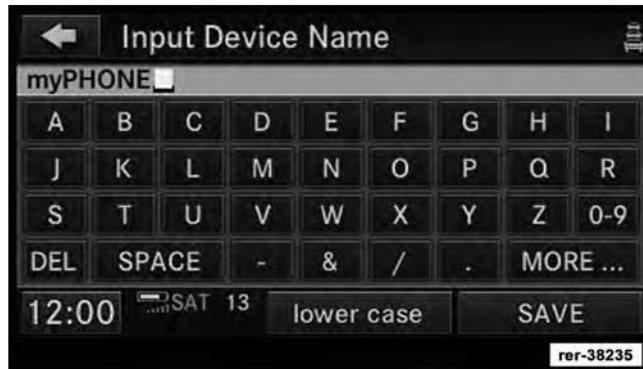 Input Device Name
myPHONE
A B C D E F G H I
J K L M N O P Q R
S T U V W X Y Z 0-9
DEL SPACE - & / . MORE ...
12:00 SAT 13 lower case SAVE
rer-38235